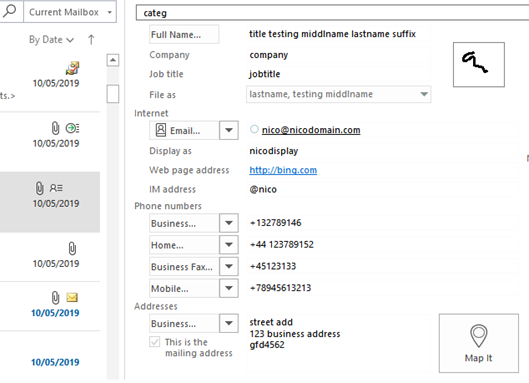 Current Mailbox
By Date
10/05/2019
ts.>
10/05/2019
10/05/2019
10/05/2019
10/05/2019
10/05/2019
categ
Full Name... title testing middlname lastname suffix
Company company
Job title jobtitle
File as lastname, testing middlname
Internet
Email... nico@nicodomain.com
Display as nicodisplay
Web page address http://bing.com
IM address @nico
Phone numbers
Business... +132789146
Home... +44 123789152
Business Fax... +45123133
Mobile... +78945613213
Addresses
Business... street add
123 business address
gfd4562
This is the
mailing address
Map It